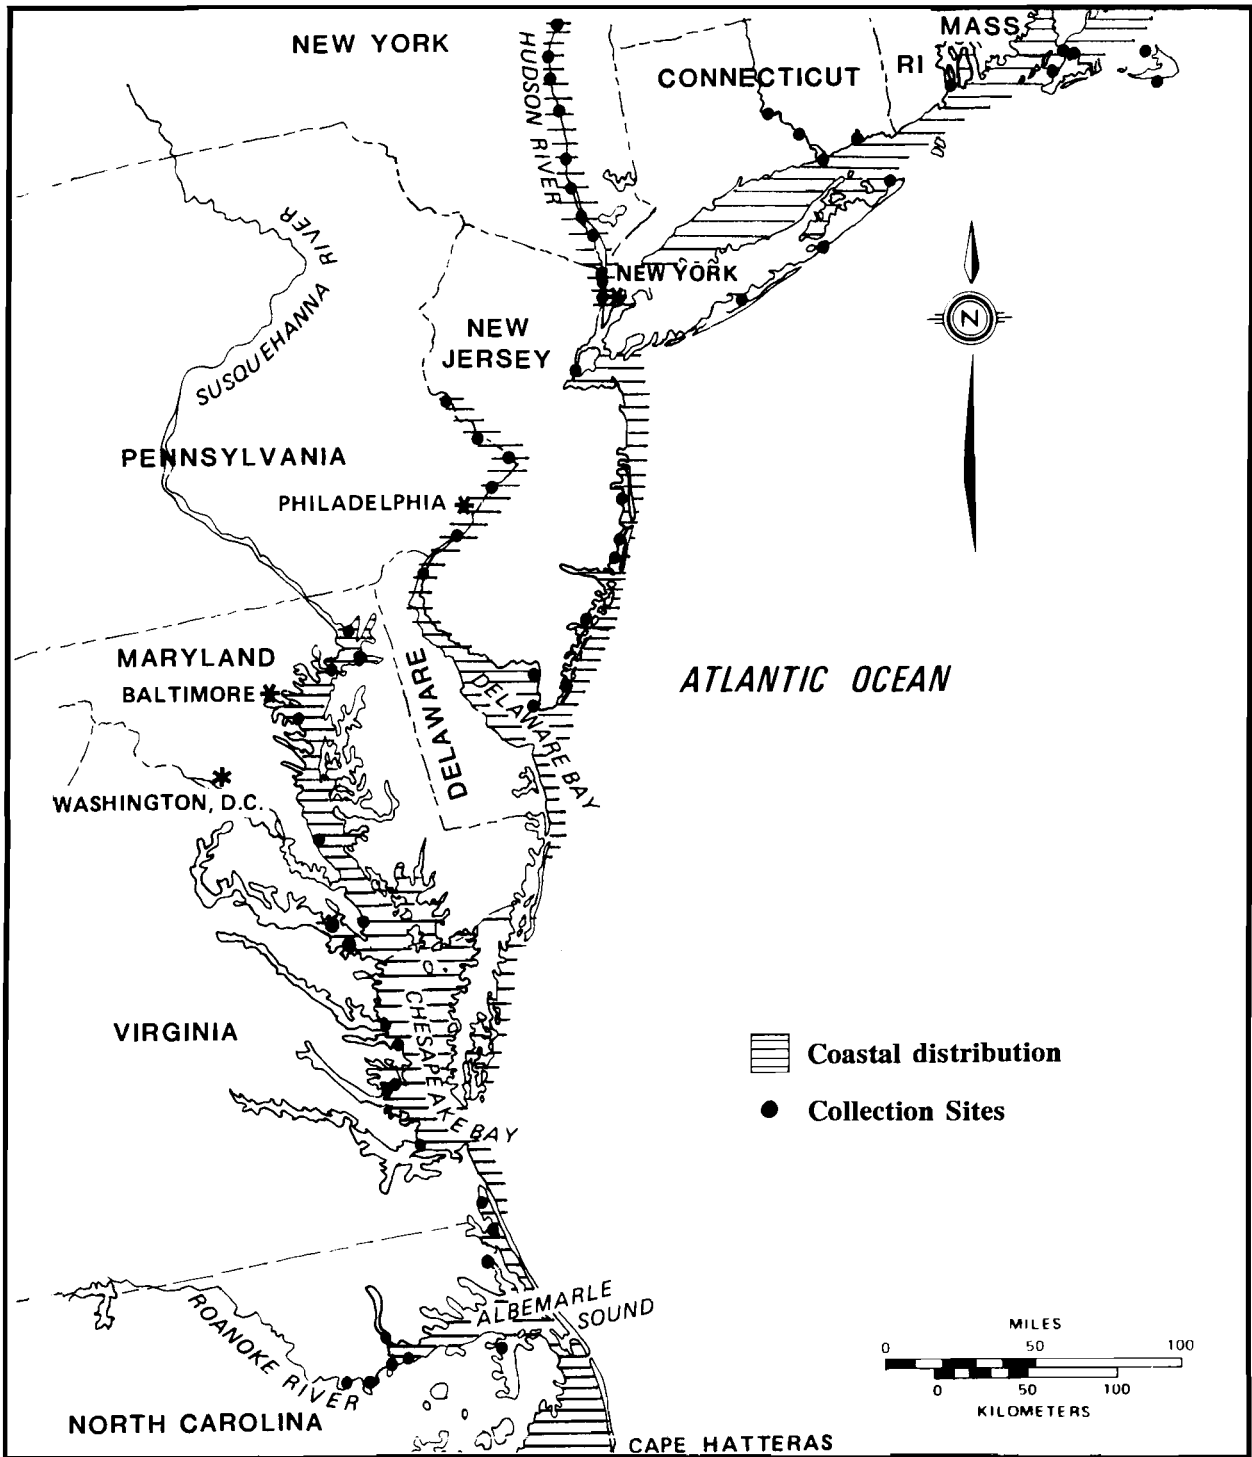 MASS
NEW YORK
HUDSON RIVER
CONNECTICUT
RI
SUSQUEHANNA RIVER
NEW YORK
N
NEW
JERSEY
PENNSYLVANIA
PHILADELPHIA
MARYLAND
BALTIMORE
DELAWARE
DELAWARE BAY
ATLANTIC OCEAN
WASHINGTON, D.C.
VIRGINIA
CHESAPEAKE BAY
Coastal distribution
Collection Sites
ALBEMARLE
SOUND
ROANOKE RIVER
NORTH CAROLINA
CAPE HATTERAS
MILES
0 50 100
0 50 100
KILOMETERS